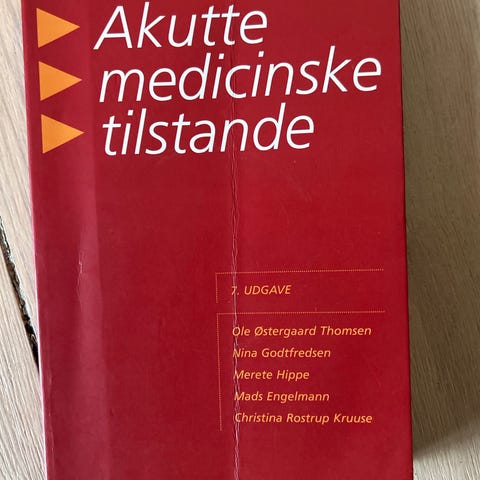 Akutte
medicinske
tilstande
7. UDGAVE
Ole Østergaard Thomsen
Nina Godtfredsen
Merete Hippe
Mads Engelmann
Christina Rostrup Kruuse